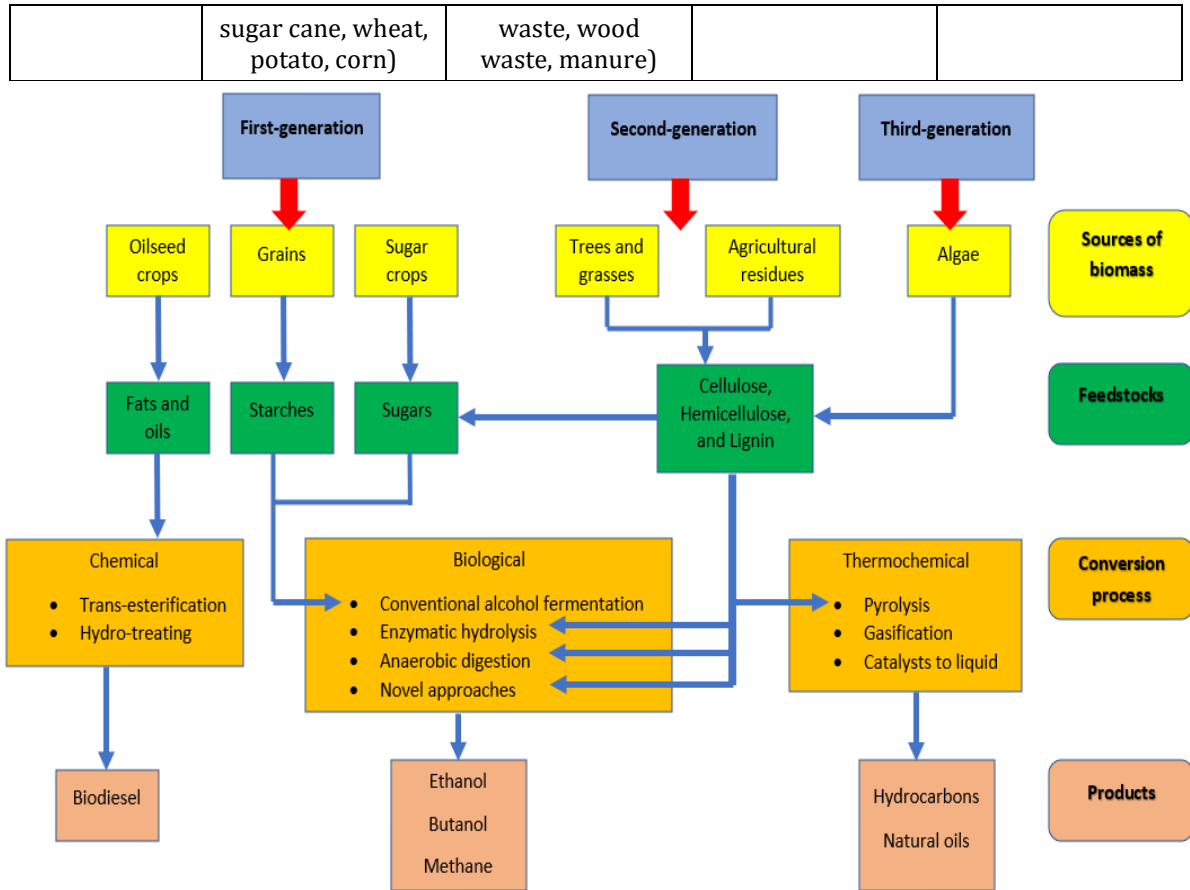 sugar cane, wheat,
potato, corn)
waste, wood
waste, manure)
First-generation
Second-generation
Third-generation
Oilseed
crops
Grains
Sugar
crops
Trees and
grasses
Agricultural
residues
Algae
Sources of
biomass
Fats and
oils
Starches
Sugars
Cellulose,
Hemicellulose,
and Lignin
Feedstocks
Chemical
• Trans-esterification
• Hydro-treating
Biological
• Conventional alcohol fermentation
• Enzymatic hydrolysis
• Anaerobic digestion
• Novel approaches
Thermochemical
• Pyrolysis
• Gasification
• Catalysts to liquid
Conversion
process
Biodiesel
Ethanol
Butanol
Methane
Hydrocarbons
Natural oils
Products